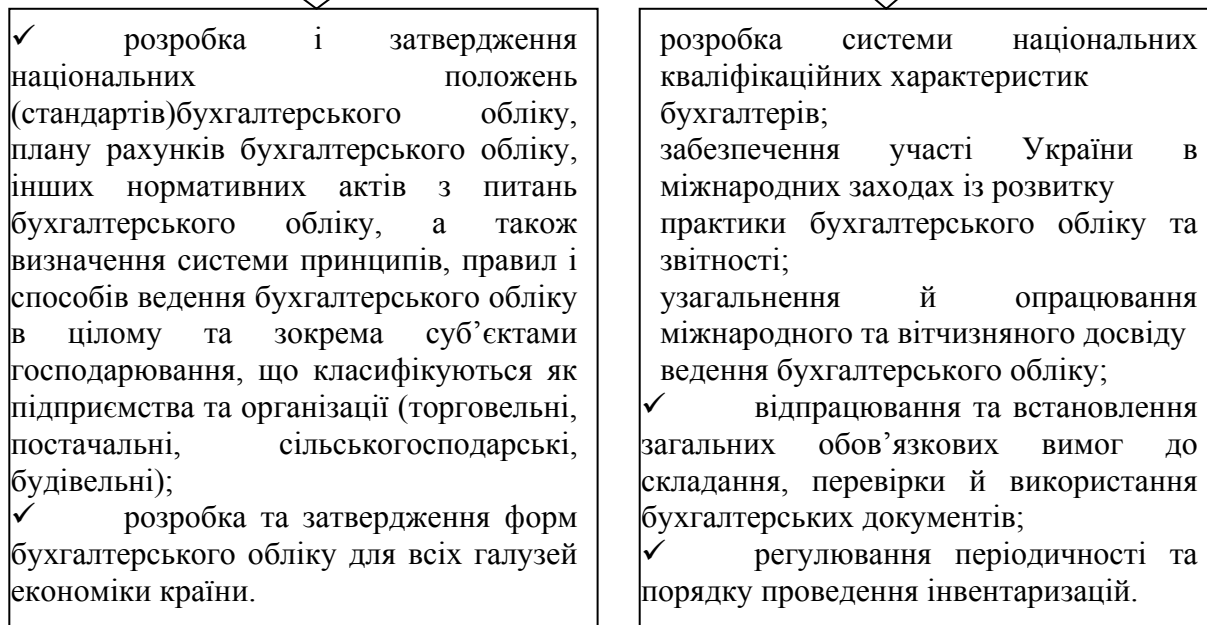 ✓ розробка і затвердження
національних положень
(стандартів)бухгалтерського обліку,
плану рахунків бухгалтерського обліку,
інших нормативних актів з питань
бухгалтерського обліку, а також
визначення системи принципів, правил і
способів ведення бухгалтерського обліку
в цілому та зокрема суб’єктами
господарювання, що класифікуються як
підприємства та організації (торговельні,
постачальні, сільськогосподарські,
будівельні);
✓ розробка та затвердження форм
бухгалтерського обліку для всіх галузей
економіки країни.
розробка системи національних
кваліфікаційних характеристик
бухгалтерів;
забезпечення участі України в
міжнародних заходах із розвитку
практики бухгалтерського обліку та
звітності;
узагальнення й опрацювання
міжнародного та вітчизняного досвіду
ведення бухгалтерського обліку;
✓ відпрацювання та встановлення
загальних обов’язкових вимог до
складання, перевірки й використання
бухгалтерських документів;
✓ регулювання періодичності та
порядку проведення інвентаризацій.